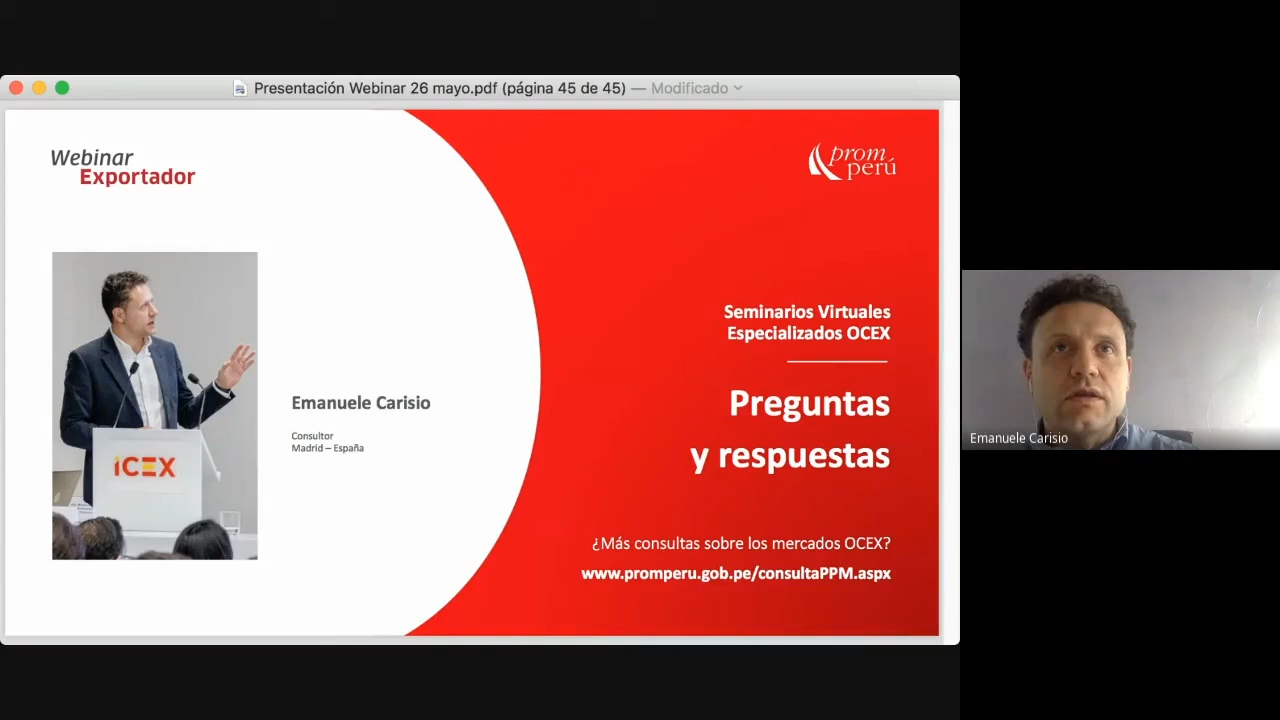 Presentación Webinar 26 mayo.pdf (página 45 de 45) — Modificado
Webinar
Exportador
prom
perú
Seminarios Virtuales
Especializados OCEX
Preguntas
y respuestas
Emanuele Carisio
Consultor
Madrid – España
iCEX
¿Más consultas sobre los mercados OCEX?
www.promperu.gob.pe/consultaPPM.aspx
Emanuele Carisio